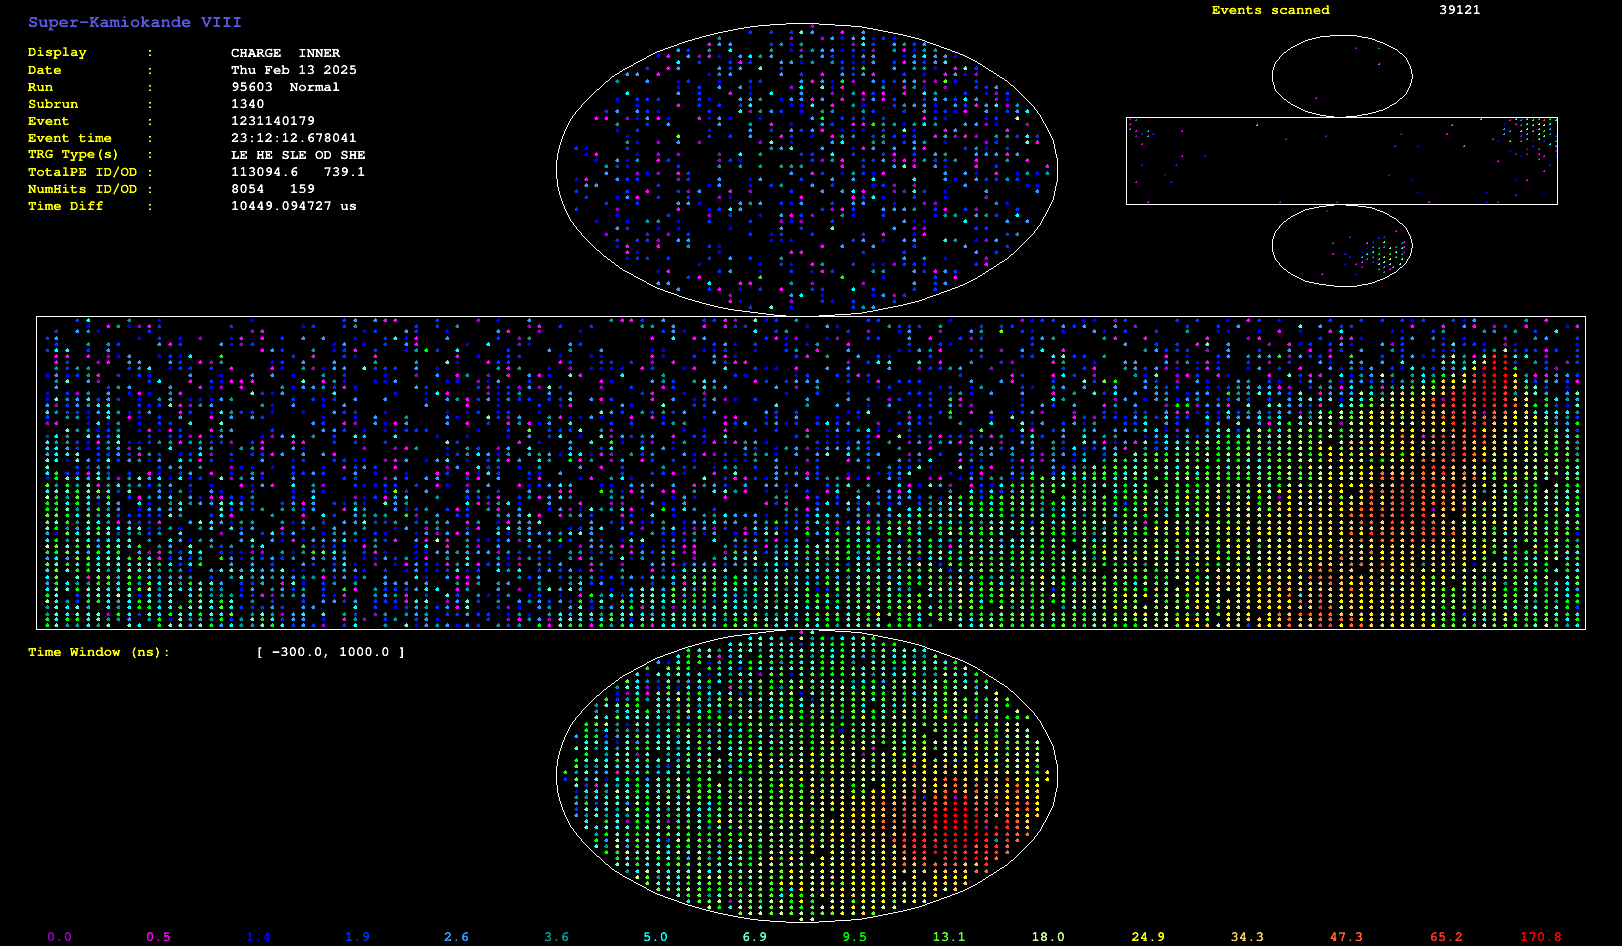 Super-Kamiokande VIII
Events scanned 39121
Display : CHARGE INNER
Date : Thu Feb 13 2025
Run : 95603 Normal
Subrun : 1340
Event : 1231140179
Event time : 23:12:12.678041
TRG Type(s) : LE HE SLE OD SHE
TotalPE ID/OD : 113094.6 739.1
NumHits ID/OD : 8054 159
Time Diff : 10449.094727 us
Time Window (ns): [ -300.0, 1000.0 ]
0.0 0.5 1.4 1.9 2.6 3.6 5.0 6.9 9.5 13.1 18.0 24.9 34.3 47.3 65.2 170.8